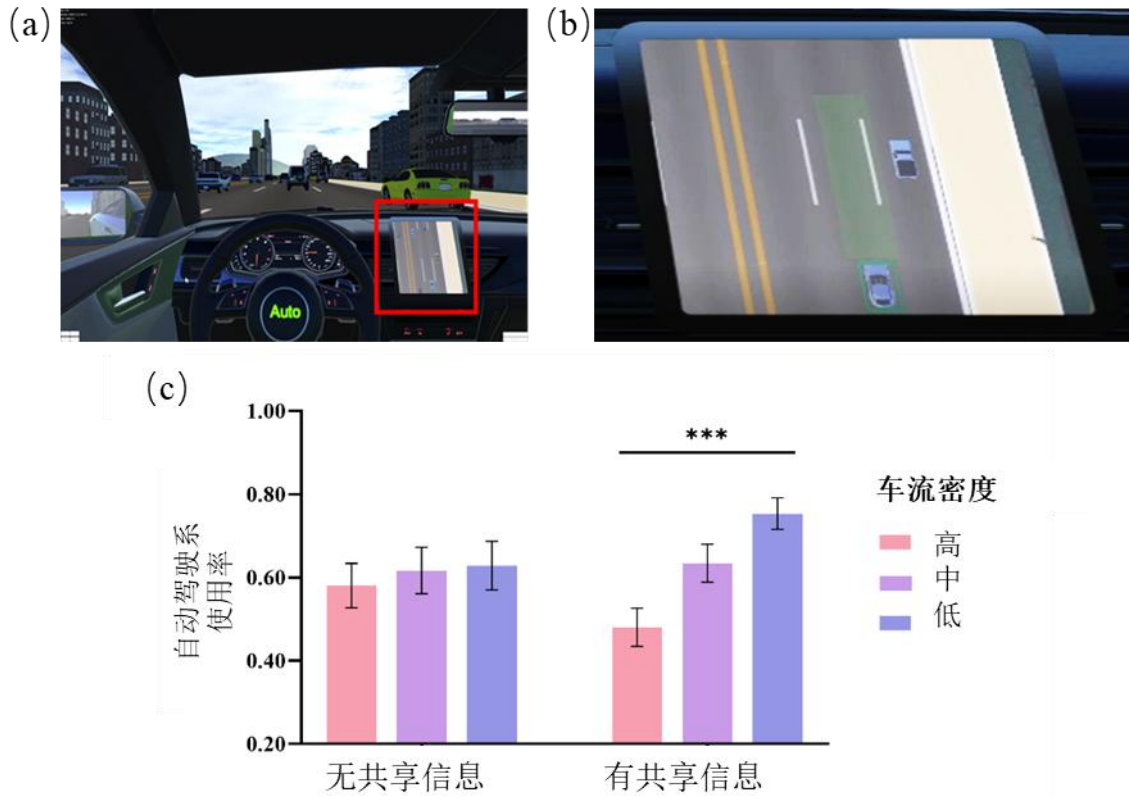 (a)
(b)
Auto
(c)
1.00
0.80
0.60
0.40
0.20
自动驾驶系
使用率
***
车流密度
高
中
低
无共享信息
有共享信息